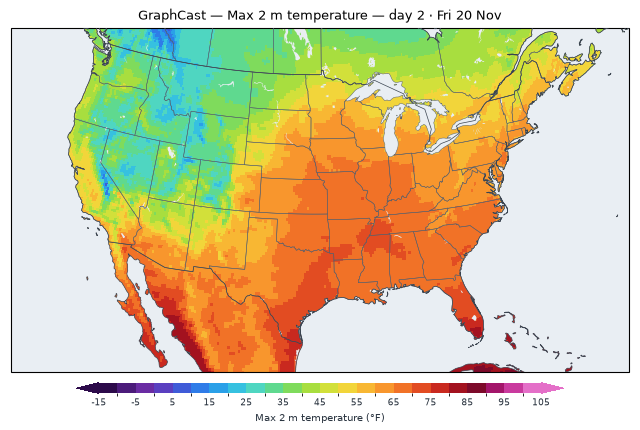 GraphCast — Max 2 m temperature — day 2 · Fri 20 Nov
-15 -5 5 15 25 35 45 55 65 75 85 95 105
Max 2 m temperature (°F)